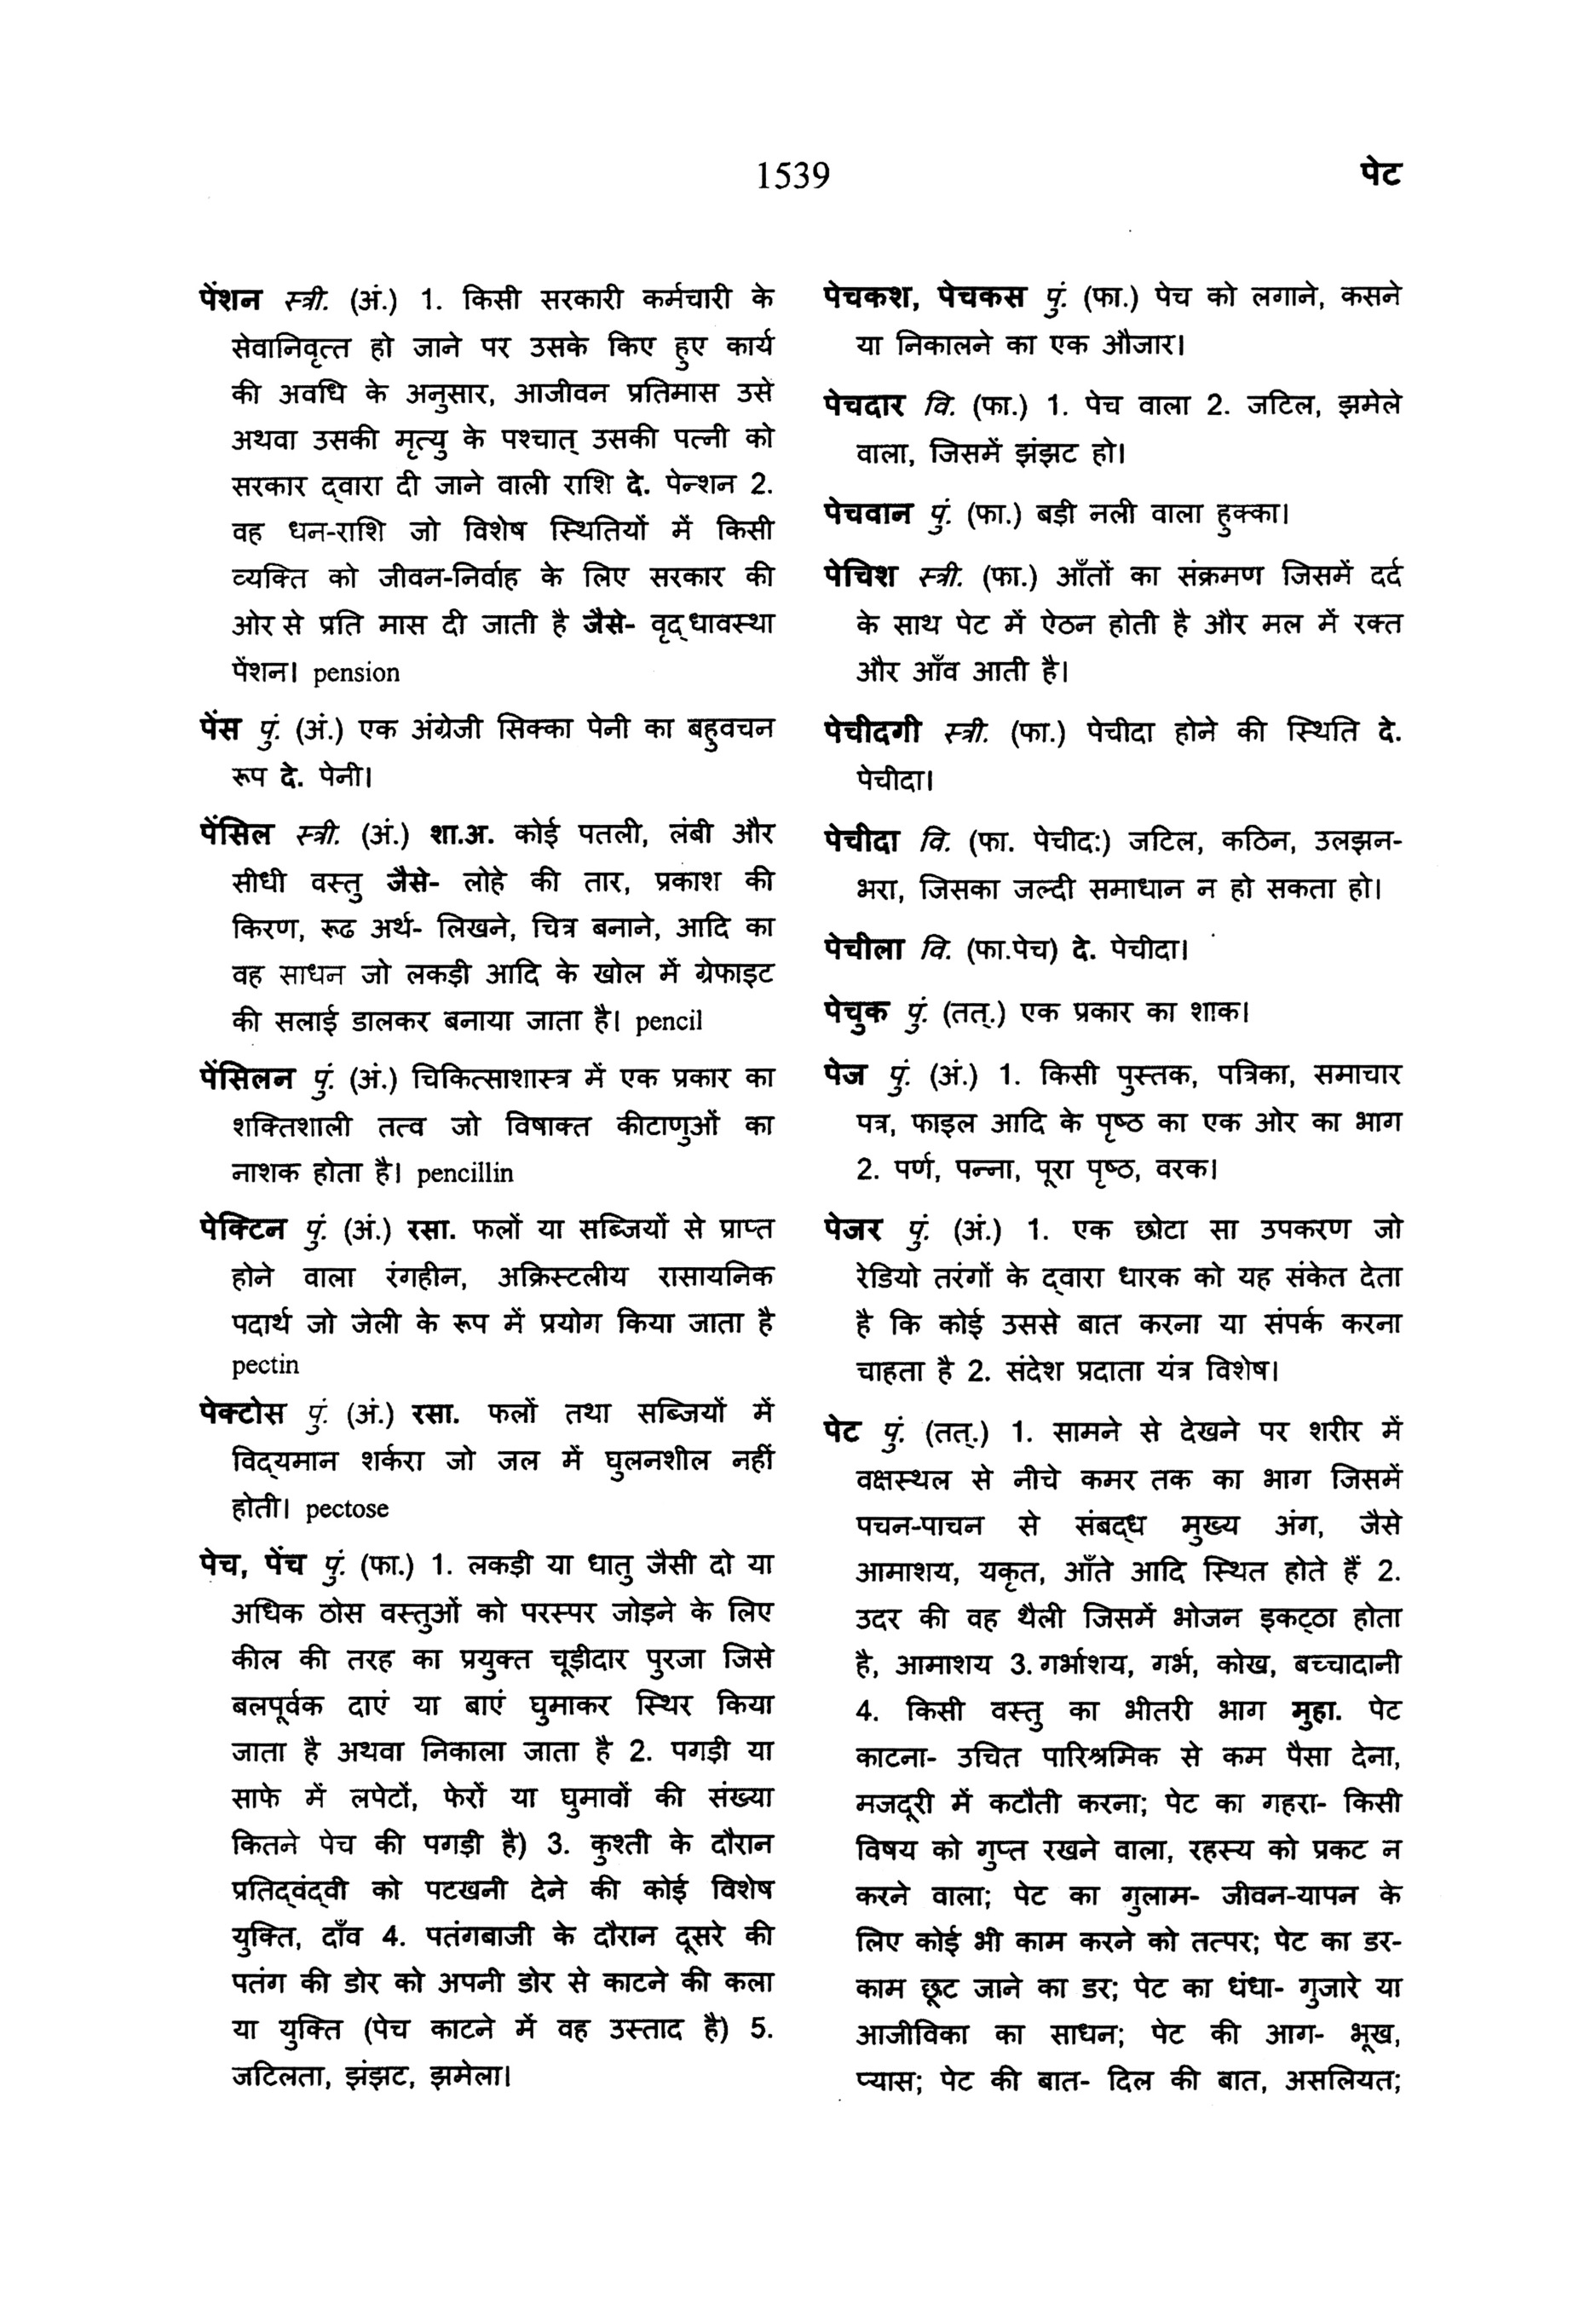 1539
पेट
पेंशन स्त्री. (अं.) 1. किसी सरकारी कर्मचारी के
सेवानिवृत्त हो जाने पर उसके किए हुए कार्य
की अवधि के अनुसार, आजीवन प्रतिमास उसे
अथवा उसकी मृत्यु के पश्चात् उसकी पत्नी को
सरकार द्‌वारा दी जाने वाली राशि दे. पेन्शन 2.
वह धन-राशि जो विशेष स्थितियों में किसी
व्यक्ति को जीवन-निर्वाह के लिए सरकार की
ओर से प्रति मास दी जाती है जैसे- वृद्‌धावस्था
पेंशन। pension
पेंस पुं. (अं.) एक अंग्रेजी सिक्का पेनी का बहुवचन
रूप दे. पेनी।
पेंसिल स्त्री. (अं.) शा.अ. कोई पतली, लंबी और
सीधी वस्तु जैसे- लोहे की तार, प्रकाश की
किरण, रूढ अर्थ- लिखने, चित्र बनाने, आदि का
वह साधन जो लकड़ी आदि के खोल में ग्रेफाइट
की सलाई डालकर बनाया जाता है। pencil
पेंसिलन पुं. (अं.) चिकित्साशास्त्र में एक प्रकार का
शक्तिशाली तत्व जो विषाक्त कीटाणुओं का
नाशक होता है। pencillin
पेक्टिन पुं. (अं.) रसा. फलों या सब्जियों से प्राप्त
होने वाला रंगहीन, अक्रिस्टलीय रासायनिक
पदार्थ जो जेली के रूप में प्रयोग किया जाता है
pectin
पेक्टोस पुं. (अं.) रसा. फलों तथा सब्जियों में
विद्‌यमान शर्करा जो जल में घुलनशील नहीं
होती। pectose
पेच, पेंच पुं. (फा.) 1. लकड़ी या धातु जैसी दो या
अधिक ठोस वस्तुओं को परस्पर जोड़ने के लिए
कील की तरह का प्रयुक्त चूड़ीदार पुरजा जिसे
बलपूर्वक दाएं या बाएं घुमाकर स्थिर किया
जाता है अथवा निकाला जाता है 2. पगड़ी या
साफे में लपेटों, फेरों या घुमावों की संख्या
कितने पेच की पगड़ी है) 3. कुश्ती के दौरान
प्रतिद्‌वंद्‌वी को पटखनी देने की कोई विशेष
युक्ति, दाँव 4. पतंगबाजी के दौरान दूसरे की
पतंग की डोर को अपनी डोर से काटने की कला
या युक्ति (पेच काटने में वह उस्ताद है) 5.
जटिलता, झंझट, झमेला।
पेचकश, पेचकस पुं. (फा.) पेच को लगाने, कसने
या निकालने का एक औजार।
पेचदार वि. (फा.) 1. पेच वाला 2. जटिल, झमेले
वाला, जिसमें झंझट हो।
पेचवान पुं. (फा.) बड़ी नली वाला हुक्का।
पेचिश स्त्री. (फा.) आँतों का संक्रमण जिसमें दर्द
के साथ पेट में ऐठन होती है और मल में रक्त
और आँव आती है।
पेचीदगी स्त्री. (फा.) पेचीदा होने की स्थिति दे.
पेचीदा।
पेचीदा वि. (फा. पेचीद:) जटिल, कठिन, उलझन-
भरा, जिसका जल्दी समाधान न हो सकता हो।
पेचीला वि. (फा.पेच) दे. पेचीदा।
पेचुक पुं. (तत्.) एक प्रकार का शाक।
पेज पुं. (अं.) 1. किसी पुस्तक, पत्रिका, समाचार
पत्र, फाइल आदि के पृष्ठ का एक ओर का भाग
2. पर्ण, पन्ना, पूरा पृष्ठ, वरक।
पेजर पुं. (अं.) 1. एक छोटा सा उपकरण जो
रेडियो तरंगों के द्‌वारा धारक को यह संकेत देता
है कि कोई उससे बात करना या संपर्क करना
चाहता है 2. संदेश प्रदाता यंत्र विशेष।
पेट पुं. (तत्.) 1. सामने से देखने पर शरीर में
वक्षस्थल से नीचे कमर तक का भाग जिसमें
पचन-पाचन से संबद्‌ध मुख्य अंग, जैसे
आमाशय, यकृत, आँते आदि स्थित होते हैं 2.
उदर की वह थैली जिसमें भोजन इकट्‌ठा होता
है, आमाशय 3. गर्भाशय, गर्भ, कोख, बच्चादानी
4. किसी वस्तु का भीतरी भाग मुहा. पेट
काटना- उचित पारिश्रमिक से कम पैसा देना,
मजदूरी में कटौती करना; पेट का गहरा- किसी
विषय को गुप्त रखने वाला, रहस्य को प्रकट न
करने वाला; पेट का गुलाम- जीवन-यापन के
लिए कोई भी काम करने को तत्पर; पेट का डर-
काम छूट जाने का डर; पेट का धंधा- गुजारे या
आजीविका का साधन; पेट की आग- भूख,
प्यास; पेट की बात- दिल की बात, असलियत;